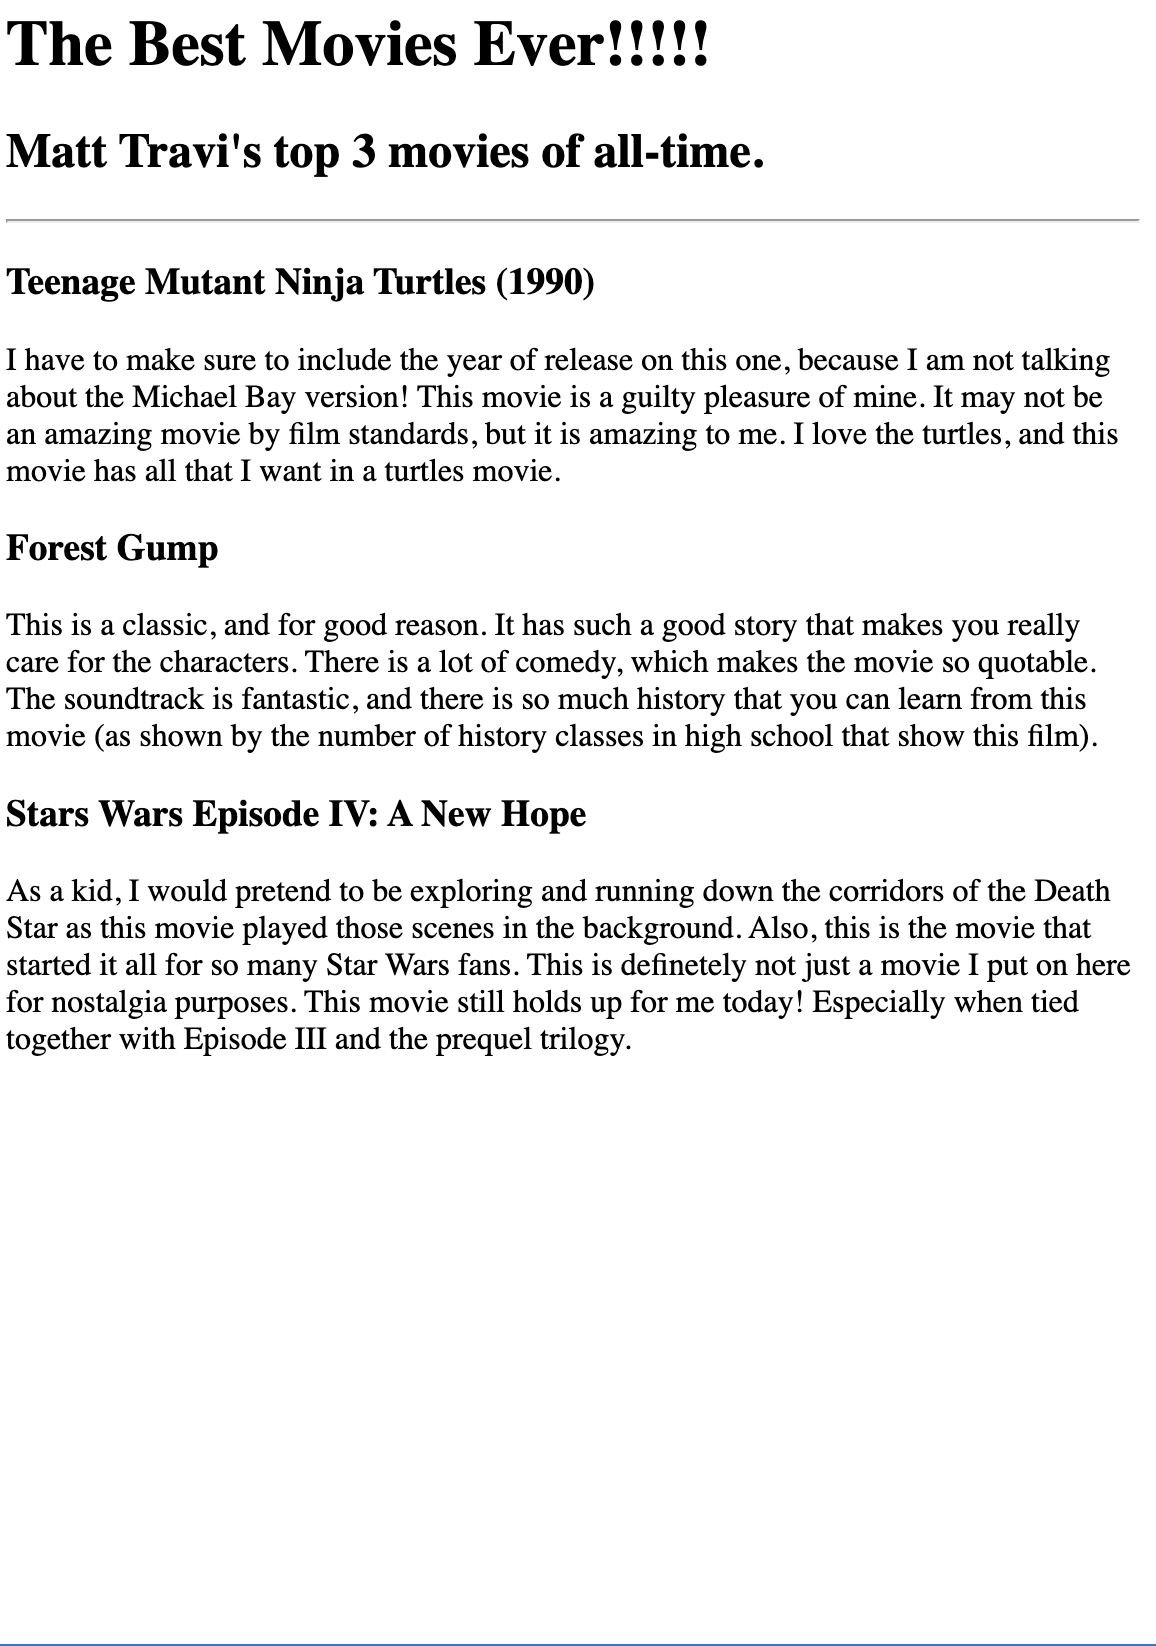 The Best Movies Ever!!!!!
Matt Travi's top 3 movies of all-time.
Teenage Mutant Ninja Turtles (1990)
I have to make sure to include the year of release on this one, because I am not talking
about the Michael Bay version! This movie is a guilty pleasure of mine. It may not be
an amazing movie by film standards, but it is amazing to me. I love the turtles, and this
movie has all that I want in a turtles movie.
Forest Gump
This is a classic, and for good reason. It has such a good story that makes you really
care for the characters. There is a lot of comedy, which makes the movie so quotable.
The soundtrack is fantastic, and there is so much history that you can learn from this
movie (as shown by the number of history classes in high school that show this film).
Stars Wars Episode IV: A New Hope
As a kid, I would pretend to be exploring and running down the corridors of the Death
Star as this movie played those scenes in the background. Also, this is the movie that
started it all for so many Star Wars fans. This is definetely not just a movie I put on here
for nostalgia purposes. This movie still holds up for me today! Especially when tied
together with Episode III and the prequel trilogy.